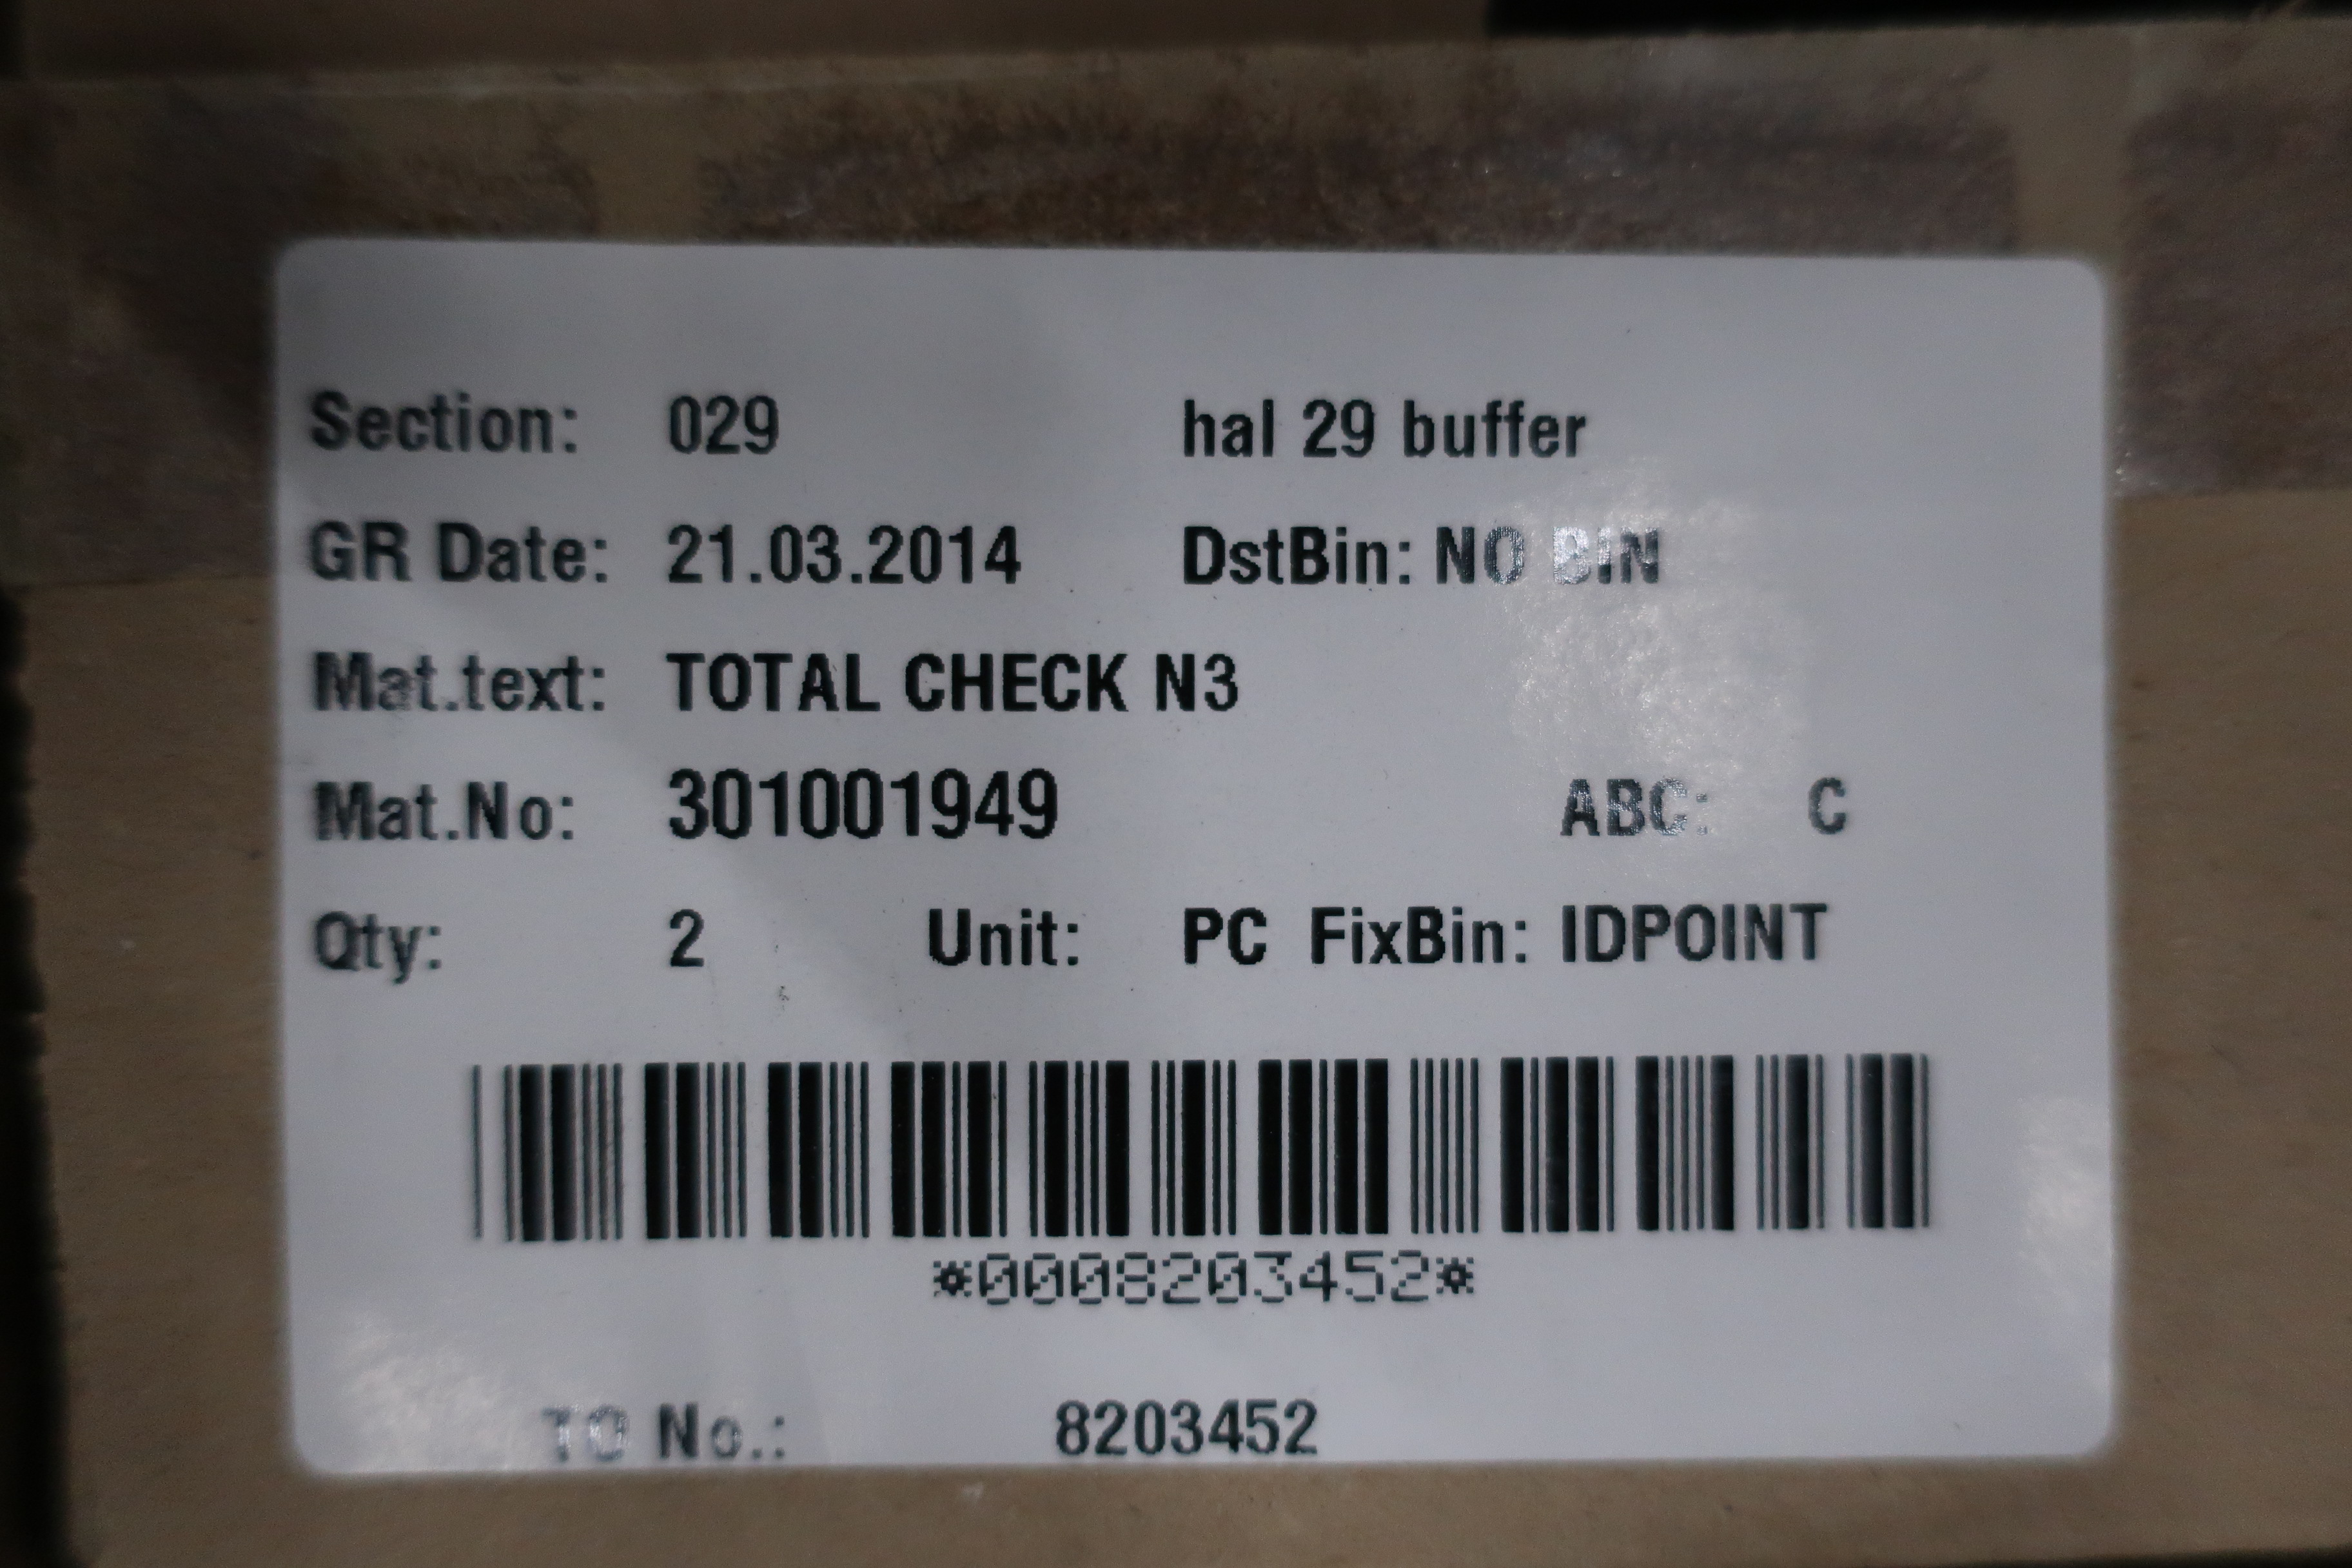 Section: 029 hal 29 buffer
GR Date: 21.03.2014 DstBin: NO BIN
Mat.text: TOTAL CHECK N3
Mat.No: 301001949 ABC: C
Qty: 2 Unit: PC FixBin: IDPOINT
*0008203452*
TO No.: 8203452